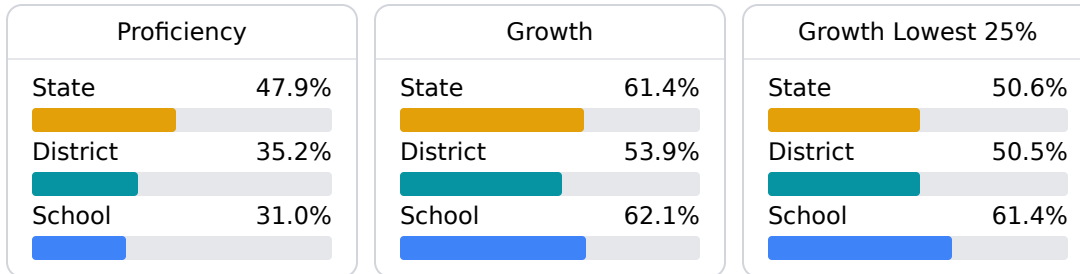 Proficiency
State 47.9%
District 35.2%
School 31.0%
Growth
State 61.4%
District 53.9%
School 62.1%
Growth Lowest 25%
State 50.6%
District 50.5%
School 61.4%